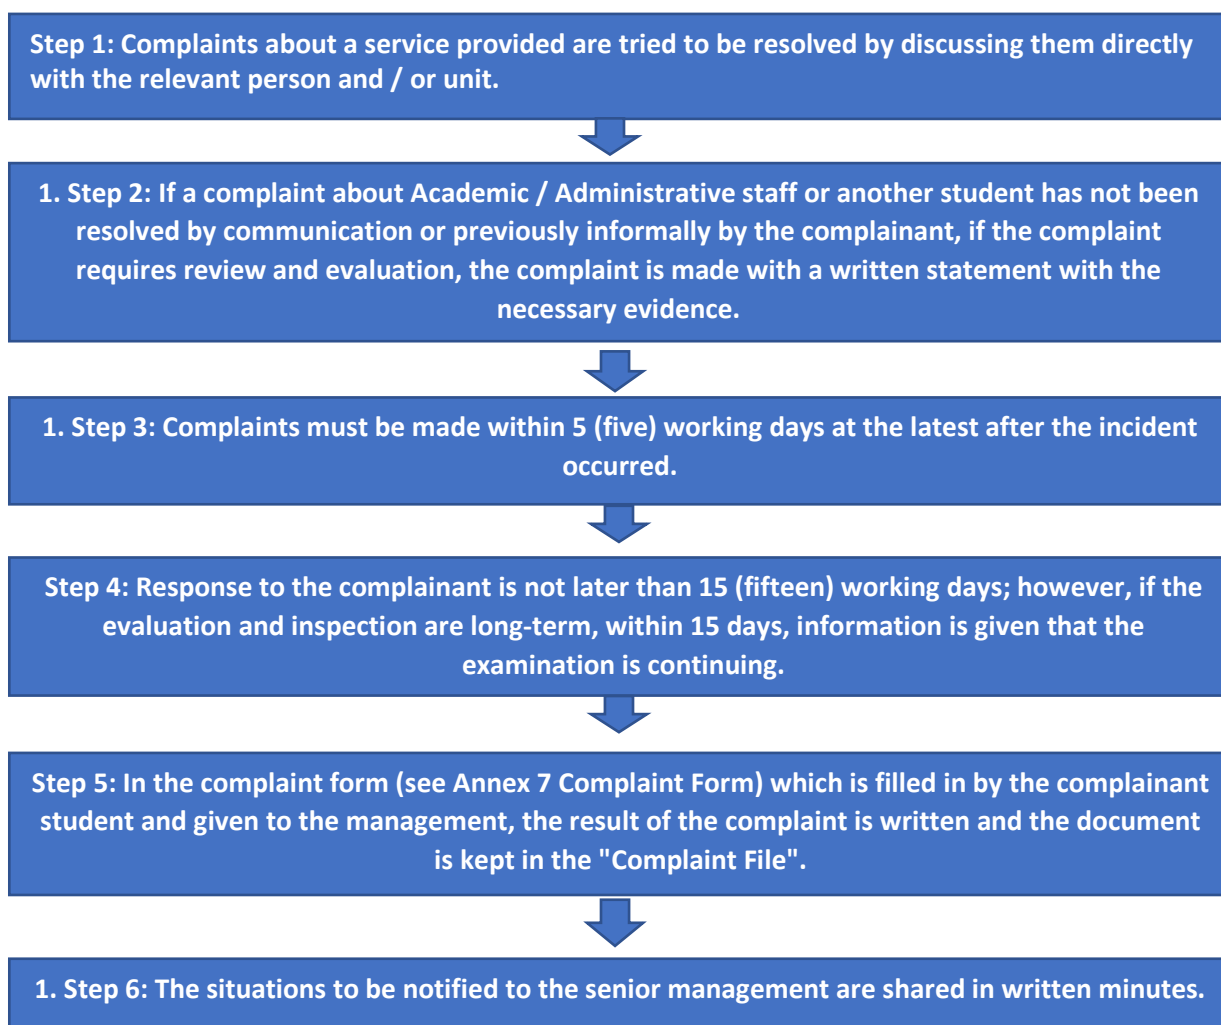 Step 1: Complaints about a service provided are tried to be resolved by discussing them directly
with the relevant person and / or unit.
1. Step 2: If a complaint about Academic / Administrative staff or another student has not been
resolved by communication or previously informally by the complainant, if the complaint
requires review and evaluation, the complaint is made with a written statement with the
necessary evidence.
1. Step 3: Complaints must be made within 5 (five) working days at the latest after the incident
occurred.
Step 4: Response to the complainant is not later than 15 (fifteen) working days; however, if the
evaluation and inspection are long-term, within 15 days, information is given that the
examination is continuing.
Step 5: In the complaint form (see Annex 7 Complaint Form) which is filled in by the complainant
student and given to the management, the result of the complaint is written and the document
is kept in the "Complaint File".
1. Step 6: The situations to be notified to the senior management are shared in written minutes.